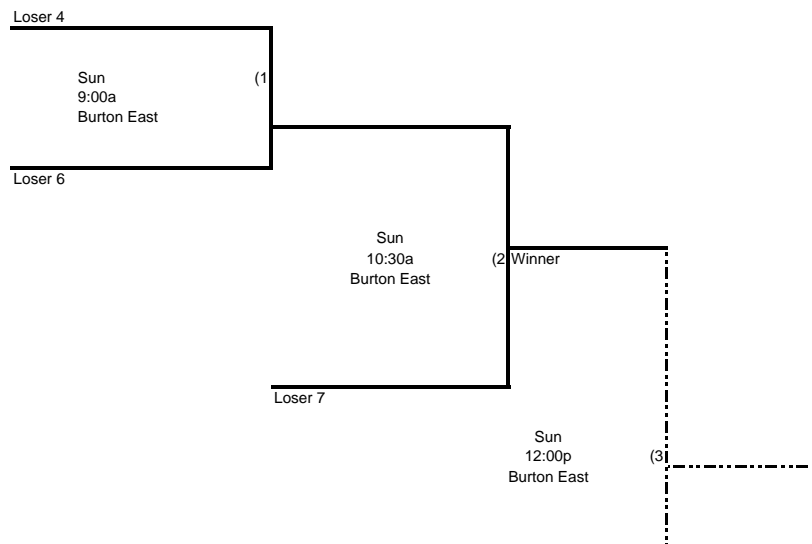 Loser 4
Sun
(1
9:00a
Burton East
Loser 6
Sun
10:30a
(2 Winner
Burton East
Loser 7
Sun
12:00p
(3
Burton East